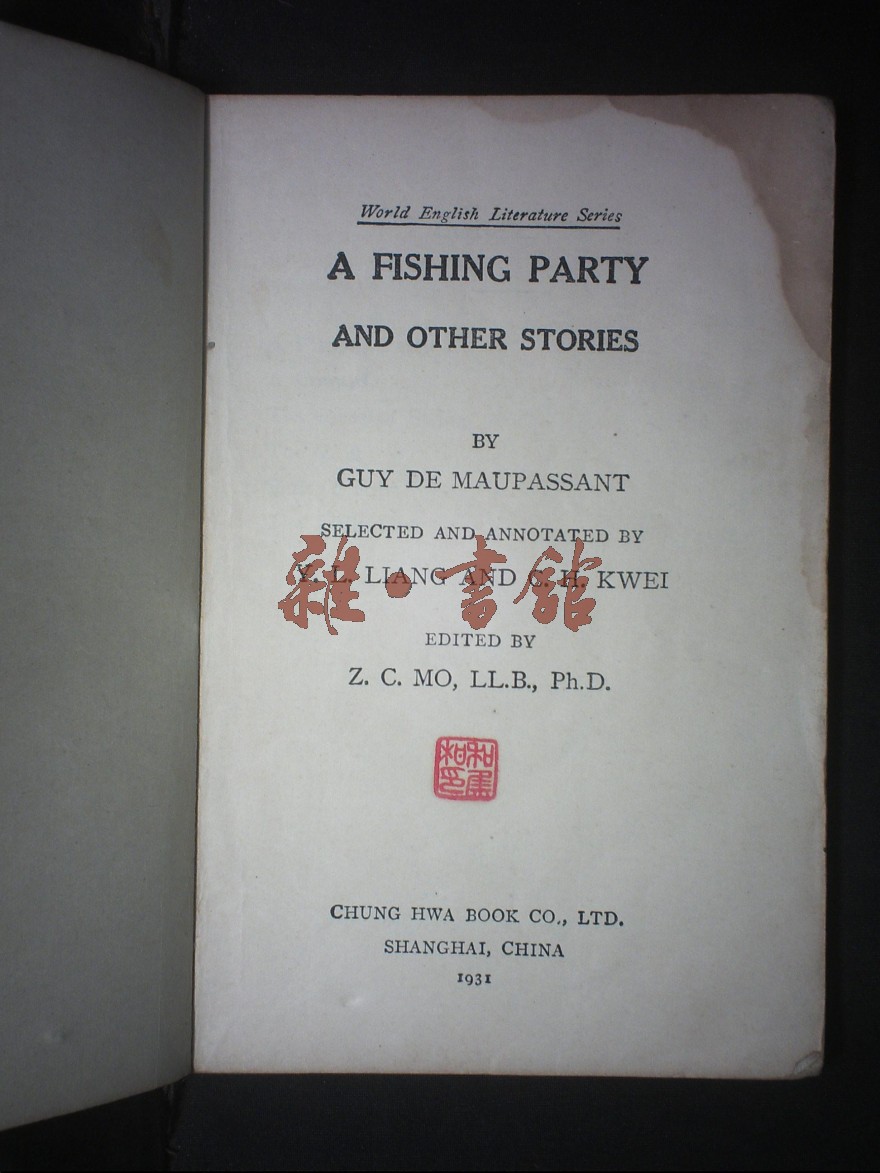 World English Literature Series
A FISHING PARTY
AND OTHER STORIES
BY
GUY DE MAUPASSANT
SELECTED AND ANNOTATED BY
Y. L. LIANG AND C. H. KWEI
雜·書館
EDITED BY
Z. C. MO, LL.B., Ph.D.
CHUNG HWA BOOK CO., LTD.
SHANGHAI, CHINA
1931